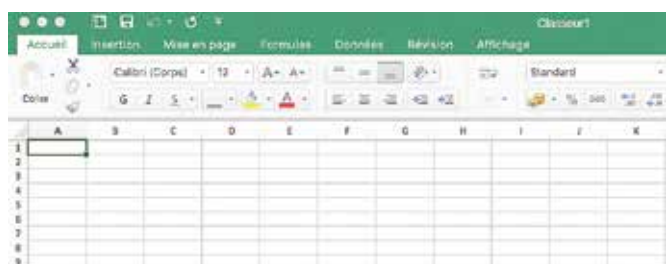 Classeur1
Accueil Insertion Mise en page Formules Données Révision Affichage
Calibri (Corps) 12 A A Standard
Coller G I S A % 000
A B C D E F G H I J K
1
2
3
4
5
6
7
8
9